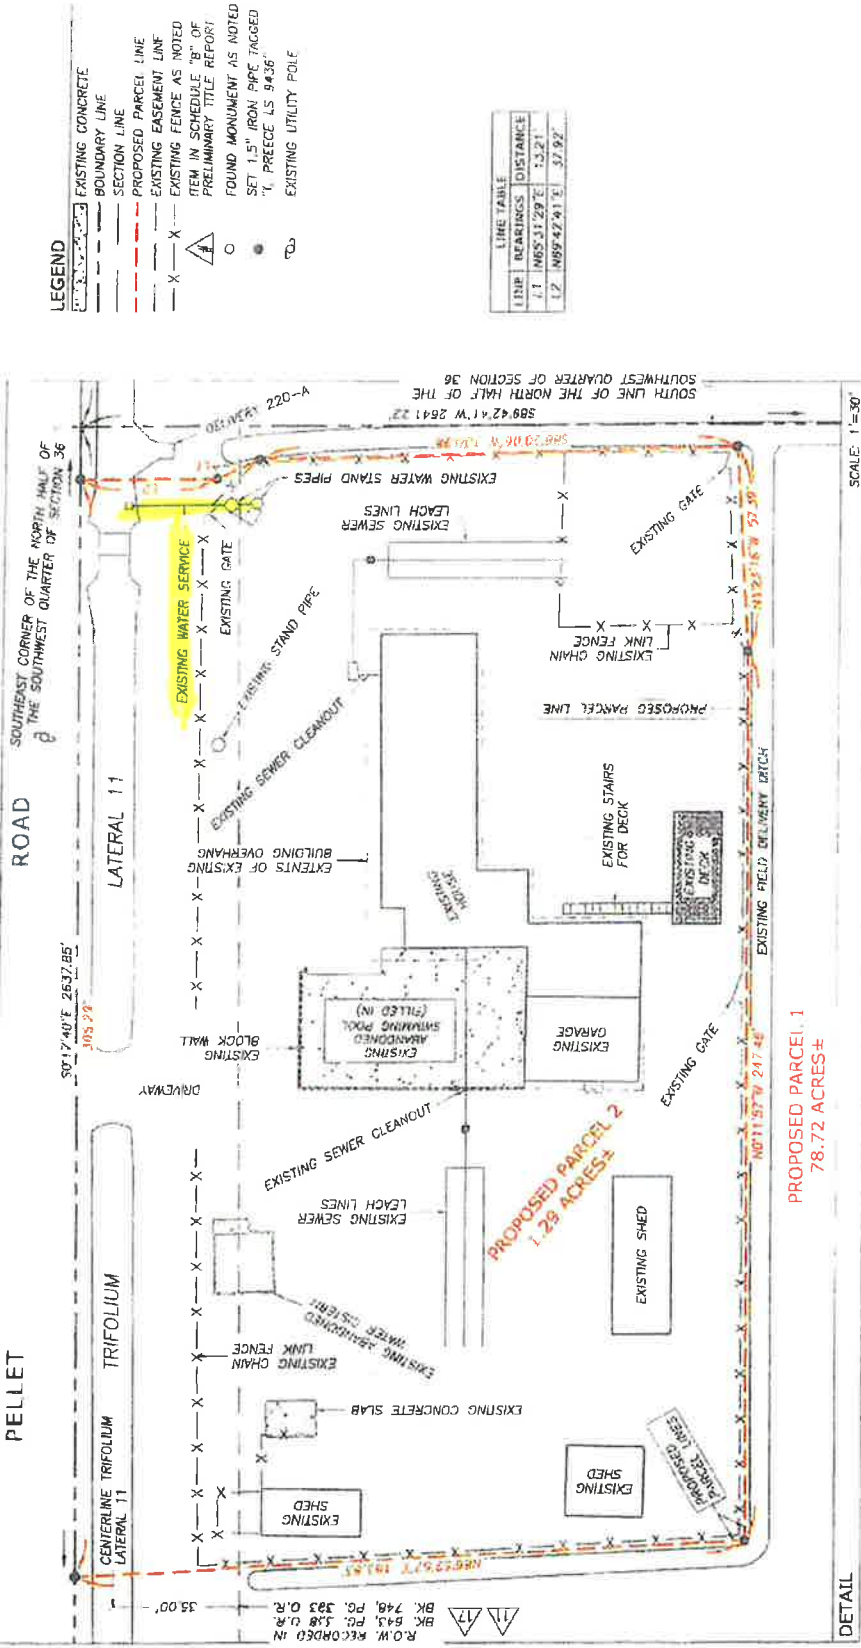 LEGEND
EXISTING CONCRETE
BOUNDARY LINE
SECTION LINE
PROPOSED PARCEL LINE
EXISTING EASEMENT LINE
EXISTING FENCE AS NOTED
ITEM IN SCHEDULE "B" OF
PRELIMINARY TITLE REPORT
FOUND MONUMENT AS NOTED
SET 1.5" IRON PIPE TAGGED
"T. PREECE LS 9436"
EXISTING UTILITY POLE
LINE TABLE
LINE BEARINGS DISTANCE
L1 N65°31'29"E 13.21'
L2 N89°42'41"E 37.92'
PELLET
ROAD
SOUTHEAST CORNER OF THE NORTH HALF OF
THE SOUTHWEST QUARTER OF SECTION 36
S0°17'40"E 2637.85'
305.22'
CENTERLINE TRIFOLIUM
LATERAL 11
TRIFOLIUM
LATERAL 11
DRIVEWAY
35.00'
R.O.W. RECORDED IN
BK. 643, PG. 538 O.R.
BK. 748, PG. 393 O.R.
17
11
DELIVERY 220-A
S89°42'41"W 2641.22'
SOUTH LINE OF THE NORTH HALF OF THE
SOUTHWEST QUARTER OF SECTION 36
L2
L1
EXISTING WATER SERVICE
EXISTING WATER STAND PIPES
EXISTING GATE
EXISTING STAND PIPE
EXISTING SEWER
LEACH LINES
EXISTING SEWER CLEANOUT
EXTENTS OF EXISTING
BUILDING OVERHANG
EXISTING
BLOCK WALL
EXISTING
ABANDONED
SWIMMING POOL
(FILLED IN)
EXISTING
HOUSE
EXISTING
GARAGE
EXISTING SEWER CLEANOUT
EXISTING SEWER
LEACH LINES
EXISTING ABANDONED
WATER CISTERN
EXISTING CHAIN
LINK FENCE
EXISTING CONCRETE SLAB
EXISTING
SHED
EXISTING
SHED
EXISTING SHED
PROPOSED PARCEL 2
1.29 ACRES±
EXISTING GATE
EXISTING STAIRS
FOR DECK
EXISTING
DECK
PROPOSED PARCEL LINE
EXISTING CHAIN
LINK FENCE
EXISTING GATE
EXISTING FIELD DELIVERY DITCH
N0°11'57"W 247.46'
PROPOSED
PARCEL LINES
PROPOSED PARCEL 1
78.72 ACRES±
DETAIL
SCALE: 1"=30'